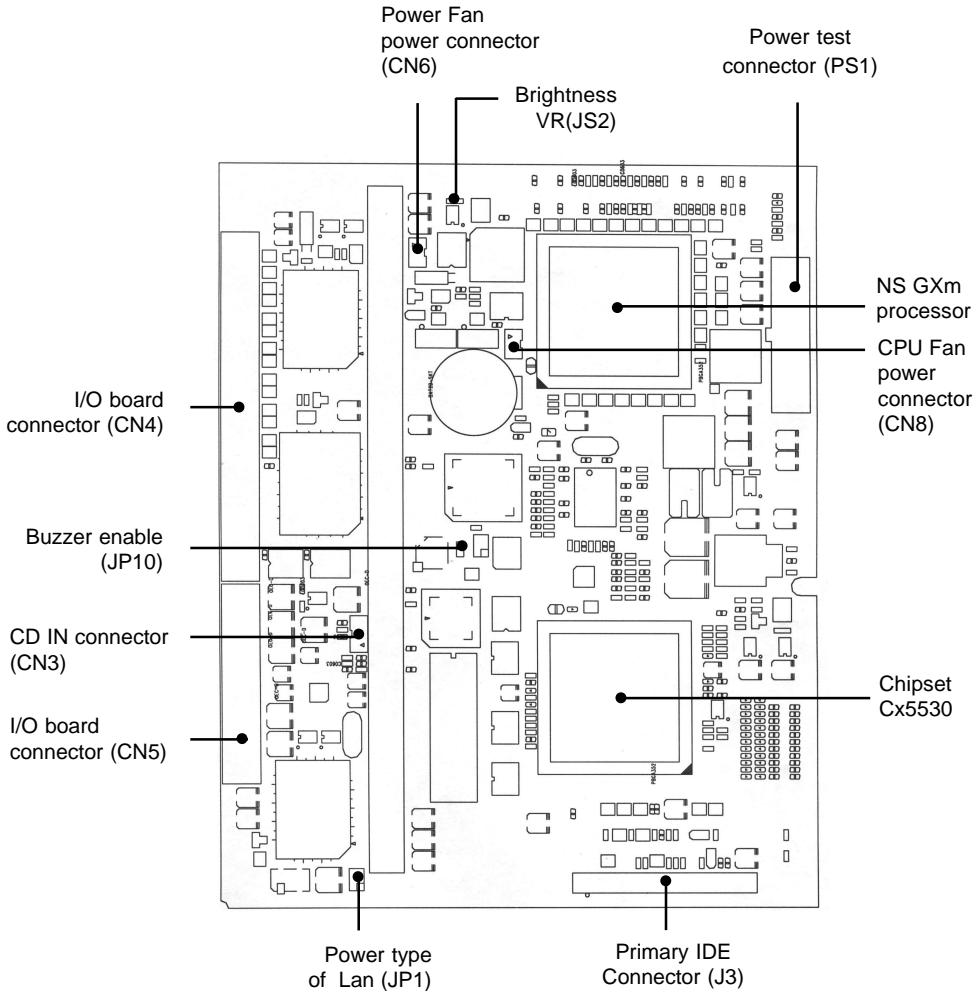 Power Fan
power connector
(CN6)
Power test
connector (PS1)
Brightness
VR(JS2)
NS GXm
processor
CPU Fan
power
connector
(CN8)
I/O board
connector (CN4)
Buzzer enable
(JP10)
CD IN connector
(CN3)
I/O board
connector (CN5)
Chipset
Cx5530
Power type
of Lan (JP1)
Primary IDE
Connector (J3)